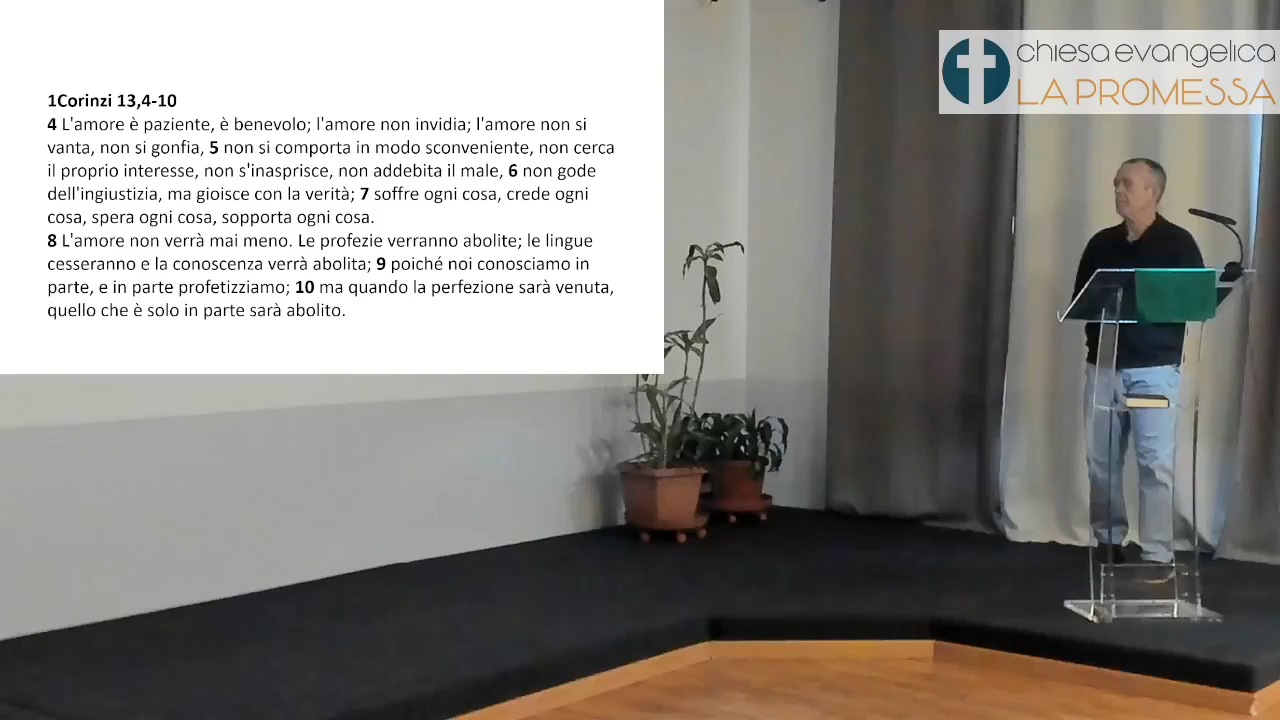 1Corinzi 13,4-10
4 L'amore è paziente, è benevolo; l'amore non invidia; l'amore non si
vanta, non si gonfia, 5 non si comporta in modo sconveniente, non cerca
il proprio interesse, non s'inasprisce, non addebita il male, 6 non gode
dell'ingiustizia, ma gioisce con la verità; 7 soffre ogni cosa, crede ogni
cosa, spera ogni cosa, sopporta ogni cosa.
8 L'amore non verrà mai meno. Le profezie verranno abolite; le lingue
cesseranno e la conoscenza verrà abolita; 9 poiché noi conosciamo in
parte, e in parte profetizziamo; 10 ma quando la perfezione sarà venuta,
quello che è solo in parte sarà abolito.
chiesa evangelica
LA PROMESSA